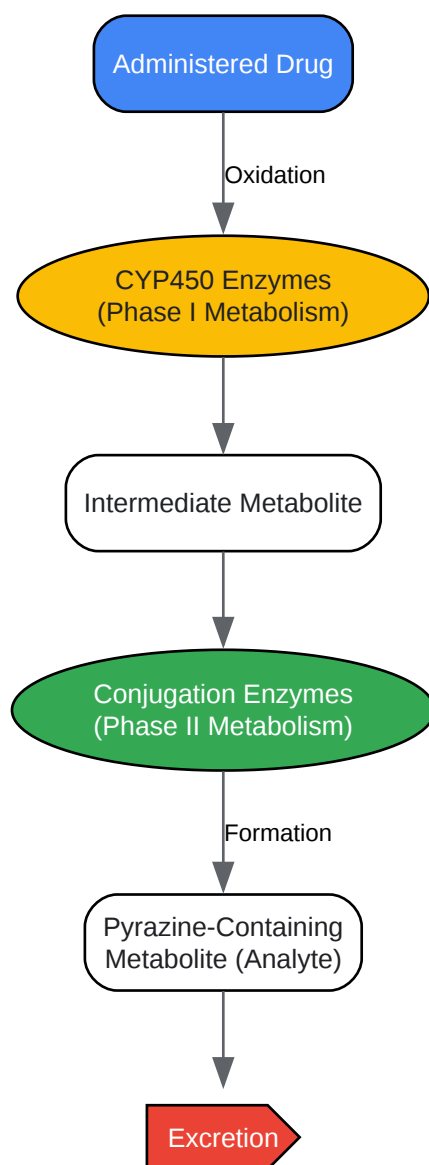 Administered Drug
Oxidation
CYP450 Enzymes
(Phase I Metabolism)
Intermediate Metabolite
Conjugation Enzymes
(Phase II Metabolism)
Formation
Pyrazine-Containing
Metabolite (Analyte)
Excretion